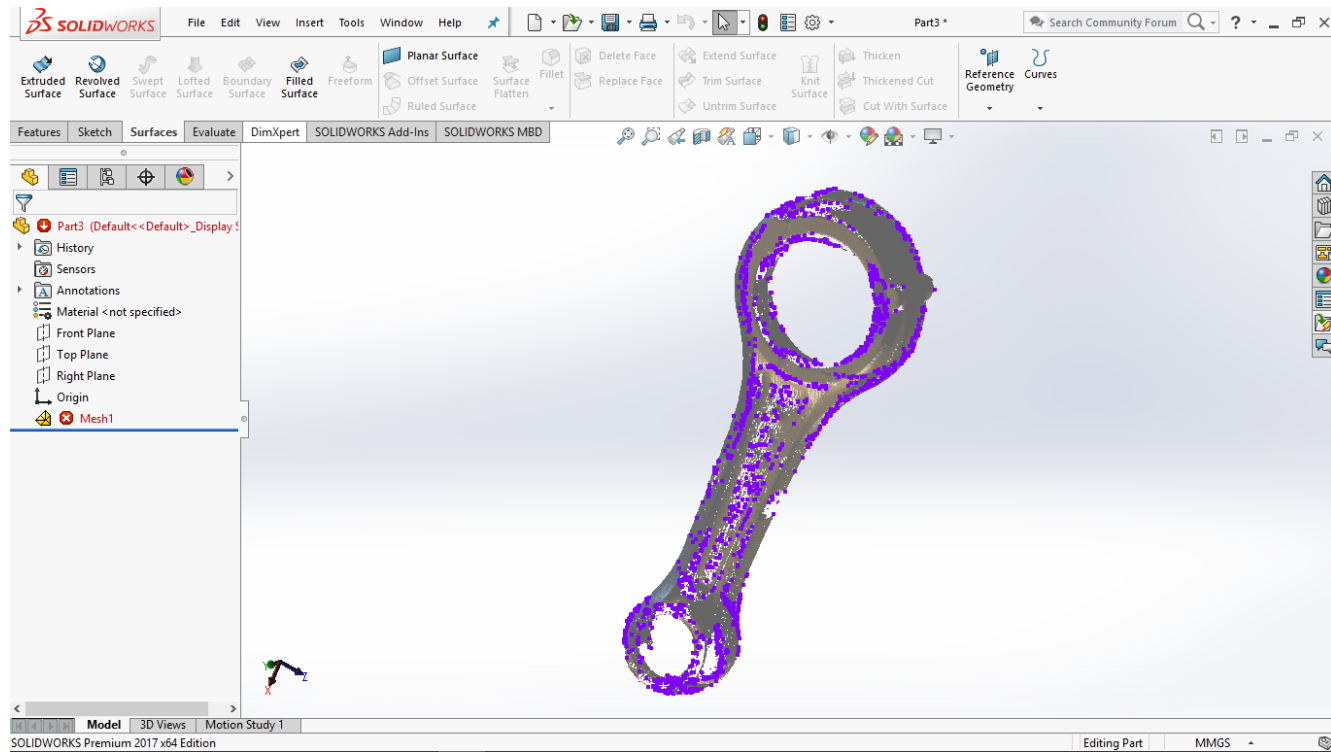 SOLIDWORKS File Edit View Insert Tools Window Help Part3 * Search Community Forum ?
Extruded Surface
Revolved Surface
Swept Surface
Lofted Surface
Boundary Surface
Filled Surface
Freeform
Planar Surface
Offset Surface
Ruled Surface
Surface Flatten
Fillet
Delete Face
Replace Face
Extend Surface
Trim Surface
Untrim Surface
Knit Surface
Thicken
Thickened Cut
Cut With Surface
Reference Geometry
Curves
Features Sketch Surfaces Evaluate DimXpert SOLIDWORKS Add-Ins SOLIDWORKS MBD
Part3 (Default<<Default>_Display S
History
Sensors
Annotations
Material <not specified>
Front Plane
Top Plane
Right Plane
Origin
Mesh1
Y Z
X
Model 3D Views Motion Study 1
SOLIDWORKS Premium 2017 x64 Edition Editing Part MMGS